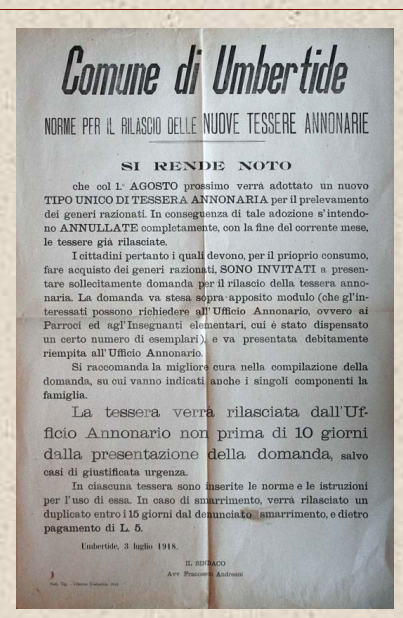 Comune di Umbertide
NORME PER IL RILASCIO DELLE NUOVE TESSERE ANNONARIE
SI RENDE NOTO
che col 1.° AGOSTO prossimo verrà adottato un nuovo
TIPO UNICO DI TESSERA ANNONARIA per il prelevamento
dei generi razionati. In conseguenza di tale adozione s'intendo-
no ANNULLATE completamente, con la fine del corrente mese,
le tessere già rilasciate.
I cittadini pertanto i quali devono, per il prioprio consumo,
fare acquisto dei generi razionati, SONO INVITATI a presen-
tare sollecitamente domanda per il rilascio della tessera anno-
naria. La domanda va stesa sopra apposito modulo (che gl'in-
teressati possono richiedere all'Ufficio Annonario, ovvero ai
Parroci ed agl'Insegnanti elementari, cui é stato dispensato
un certo numero di esemplari), e va presentata debitamente
riempita all'Ufficio Annonario.
Si raccomanda la migliore cura nella compilazione della
domanda, su cui vanno indicati anche i singoli componenti la
famiglia.
La tessera verrà rilasciata dall'Uf-
ficio Annonario non prima di 10 giorni
dalla presentazione della domanda, salvo
casi di giustificata urgenza.
In ciascuna tessera sono inserite le norme e le istruzioni
per l'uso di essa. In caso di smarrimento, verrà rilasciato un
duplicato entro i 15 giorni dal denunciato smarrimento, e dietro
pagamento di L. 5.
Umbertide, 3 luglio 1918.
IL SINDACO
Avv. Francesco Andreani